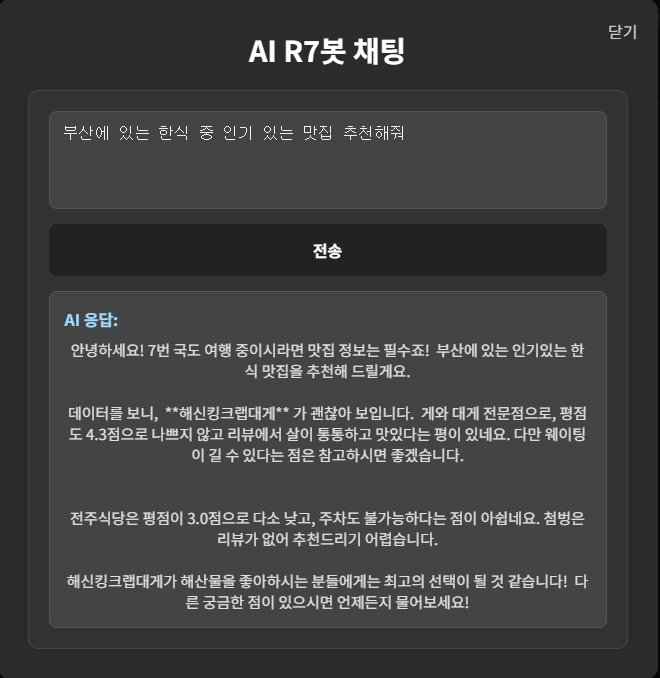 닫기
AI R7봇 채팅
부산에 있는 한식 중 인기 있는 맛집 추천해줘
전송
AI 응답:
안녕하세요! 7번 국도 여행 중이시라면 맛집 정보는 필수죠! 부산에 있는 인기있는 한
식 맛집을 추천해 드릴게요.
데이터를 보니, **해신킹크랩대게** 가 괜찮아 보입니다. 게와 대게 전문점으로, 평점
도 4.3점으로 나쁘지 않고 리뷰에서 살이 통통하고 맛있다는 평이 있네요. 다만 웨이팅
이 길 수 있다는 점은 참고하시면 좋겠습니다.
전주식당은 평점이 3.0점으로 다소 낮고, 주차도 불가능하다는 점이 아쉽네요. 첨벙은
리뷰가 없어 추천드리기 어렵습니다.
해신킹크랩대게가 해산물을 좋아하시는 분들에게는 최고의 선택이 될 것 같습니다! 다
른 궁금한 점이 있으시면 언제든지 물어보세요!